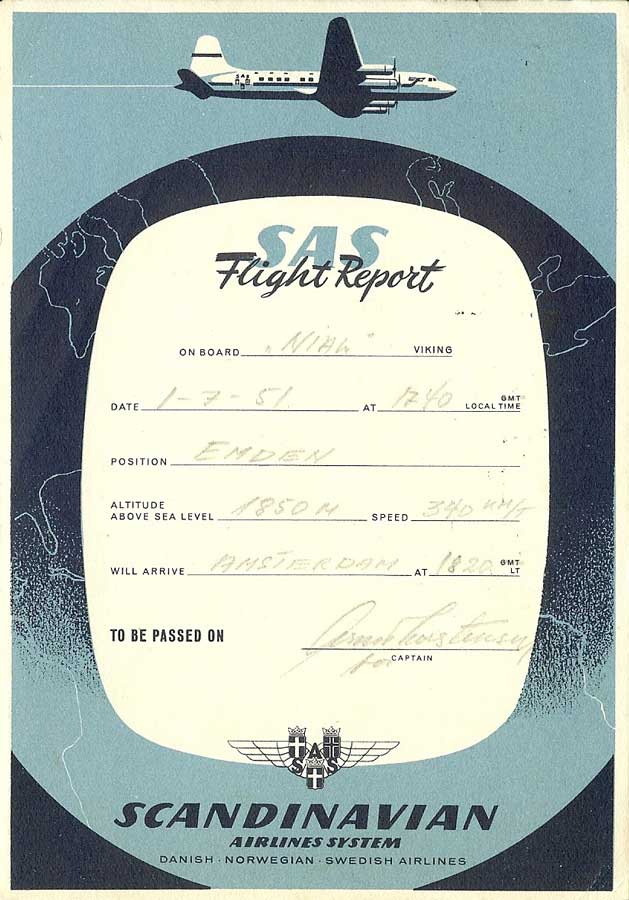 SAS
SAS
Flight Report
ON BOARD „NIAL" VIKING
DATE 1-7-51 AT 1740 GMT LOCAL TIME
POSITION EMDEN
ALTITUDE
ABOVE SEA LEVEL 1850 M SPEED 340 KM/T
WILL ARRIVE AMSTERDAM AT 1820 GMT LT
TO BE PASSED ON
for CAPTAIN
SAS
SCANDINAVIAN
AIRLINES SYSTEM
DANISH · NORWEGIAN · SWEDISH AIRLINES